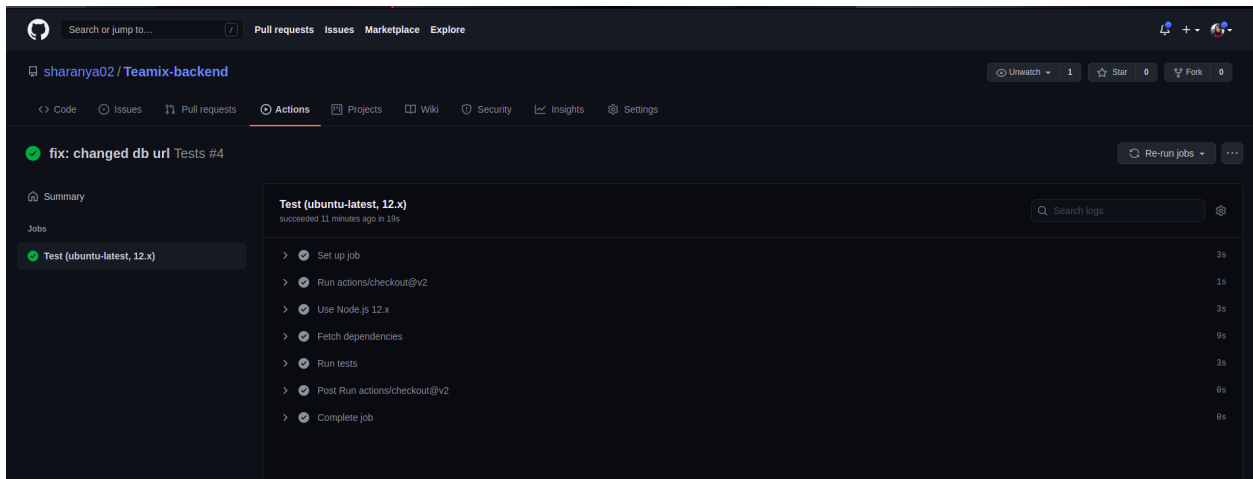 Search or jump to... / Pull requests Issues Marketplace Explore
sharanya02 / Teamix-backend Unwatch 1 Star 0 Fork 0
<> Code Issues Pull requests Actions Projects Wiki Security Insights Settings
fix: changed db url Tests #4 Re-run jobs ...
Summary
Jobs
Test (ubuntu-latest, 12.x)
Test (ubuntu-latest, 12.x)
succeeded 11 minutes ago in 19s
Search logs
Set up job 3s
Run actions/checkout@v2 1s
Use Node.js 12.x 3s
Fetch dependencies 9s
Run tests 3s
Post Run actions/checkout@v2 0s
Complete job 0s